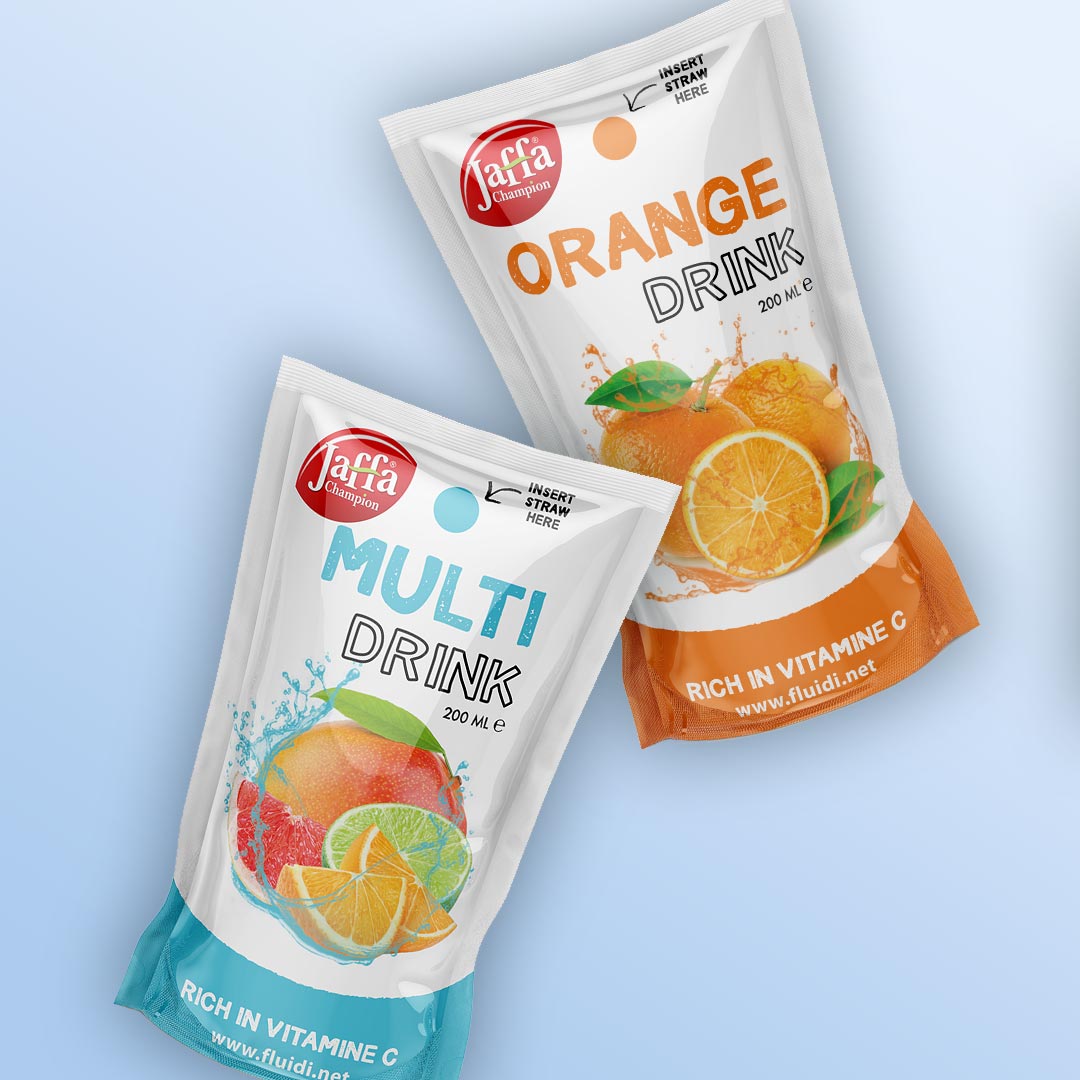 INSERT
STRAW
HERE
Jaffa®
Champion
ORANGE
DRINK
200 ML e
RICH IN VITAMINE C
www.fluidi.net
Jaffa®
Champion
INSERT
STRAW
HERE
MULTI
DRINK
200 ML e
RICH IN VITAMINE C
www.fluidi.net